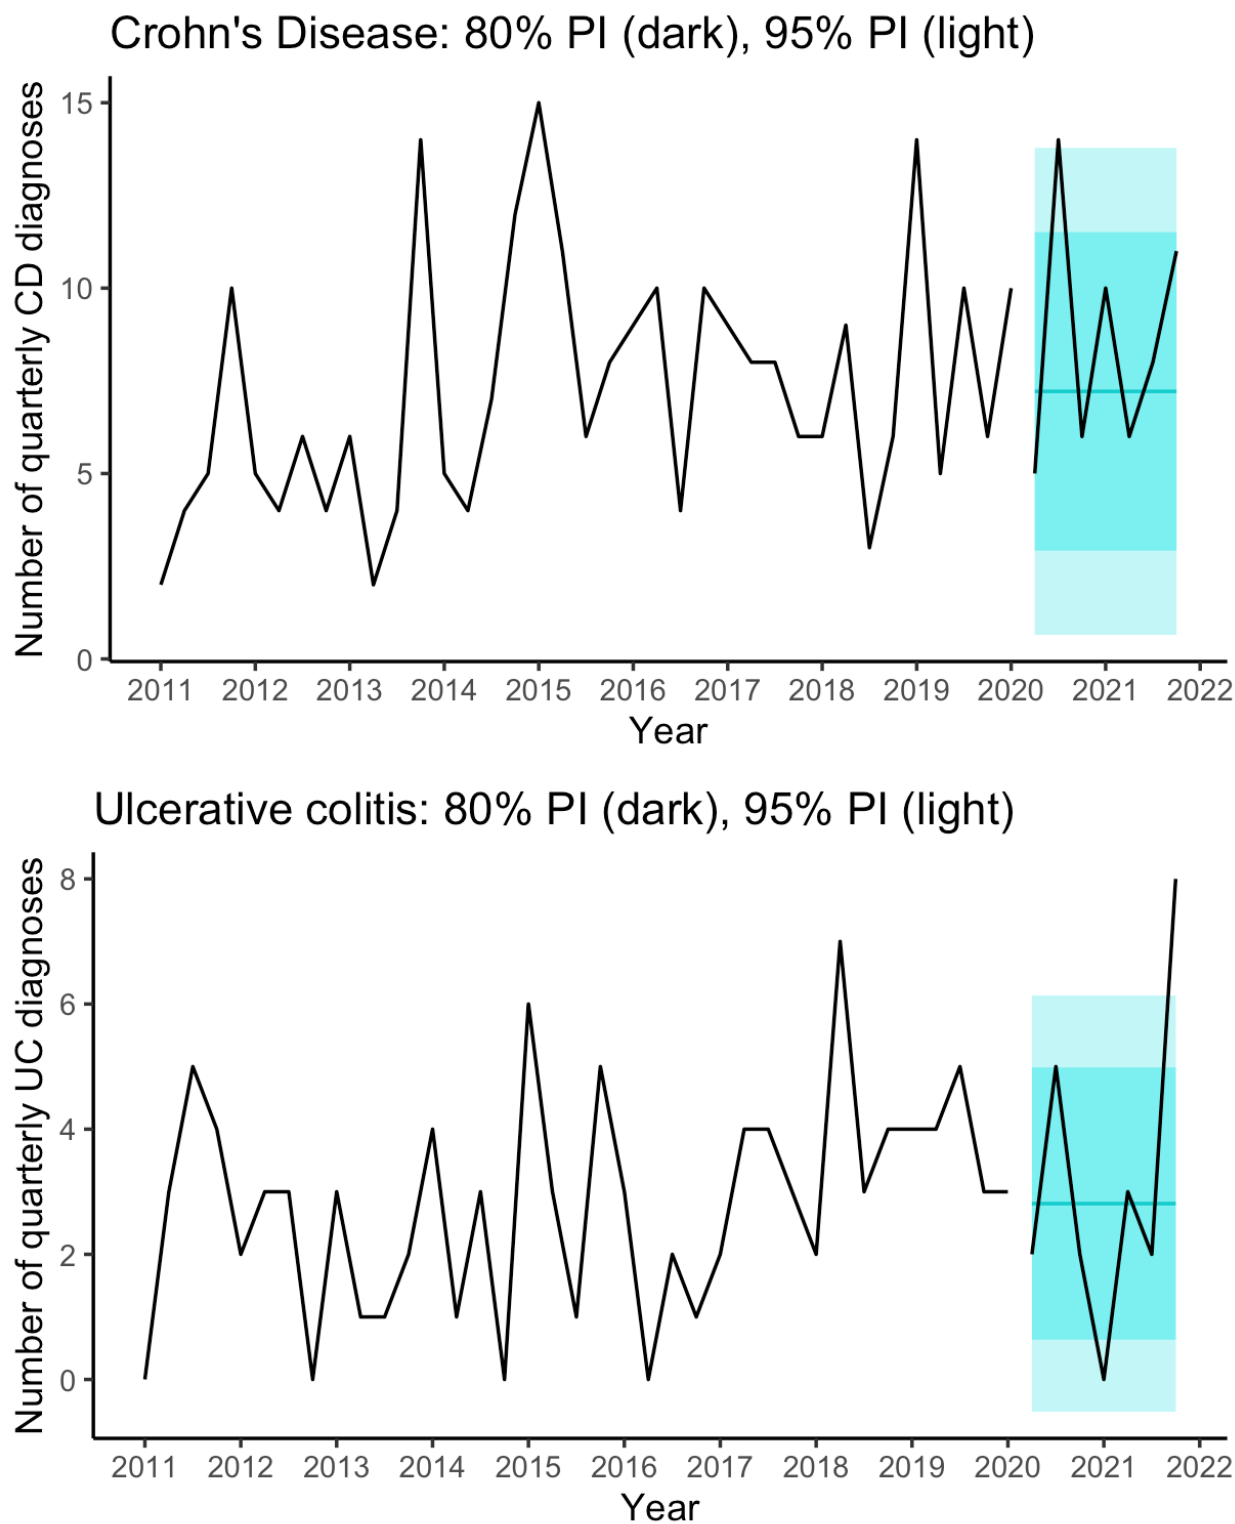 Crohn's Disease: 80% PI (dark), 95% PI (light)
Number of quarterly CD diagnoses
15
10
5
0
2011 2012 2013 2014 2015 2016 2017 2018 2019 2020 2021 2022
Year
Ulcerative colitis: 80% PI (dark), 95% PI (light)
Number of quarterly UC diagnoses
8
6
4
2
0
2011 2012 2013 2014 2015 2016 2017 2018 2019 2020 2021 2022
Year